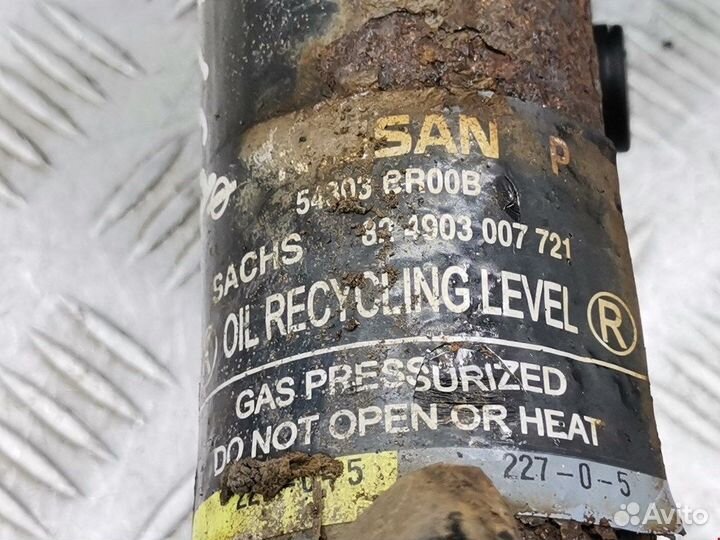 SAN P
54303 BR00B
SACHS 82 4903 007 721
OIL RECYCLING LEVEL ®
GAS PRESSURIZED
DO NOT OPEN OR HEAT
227-0-5
Avito